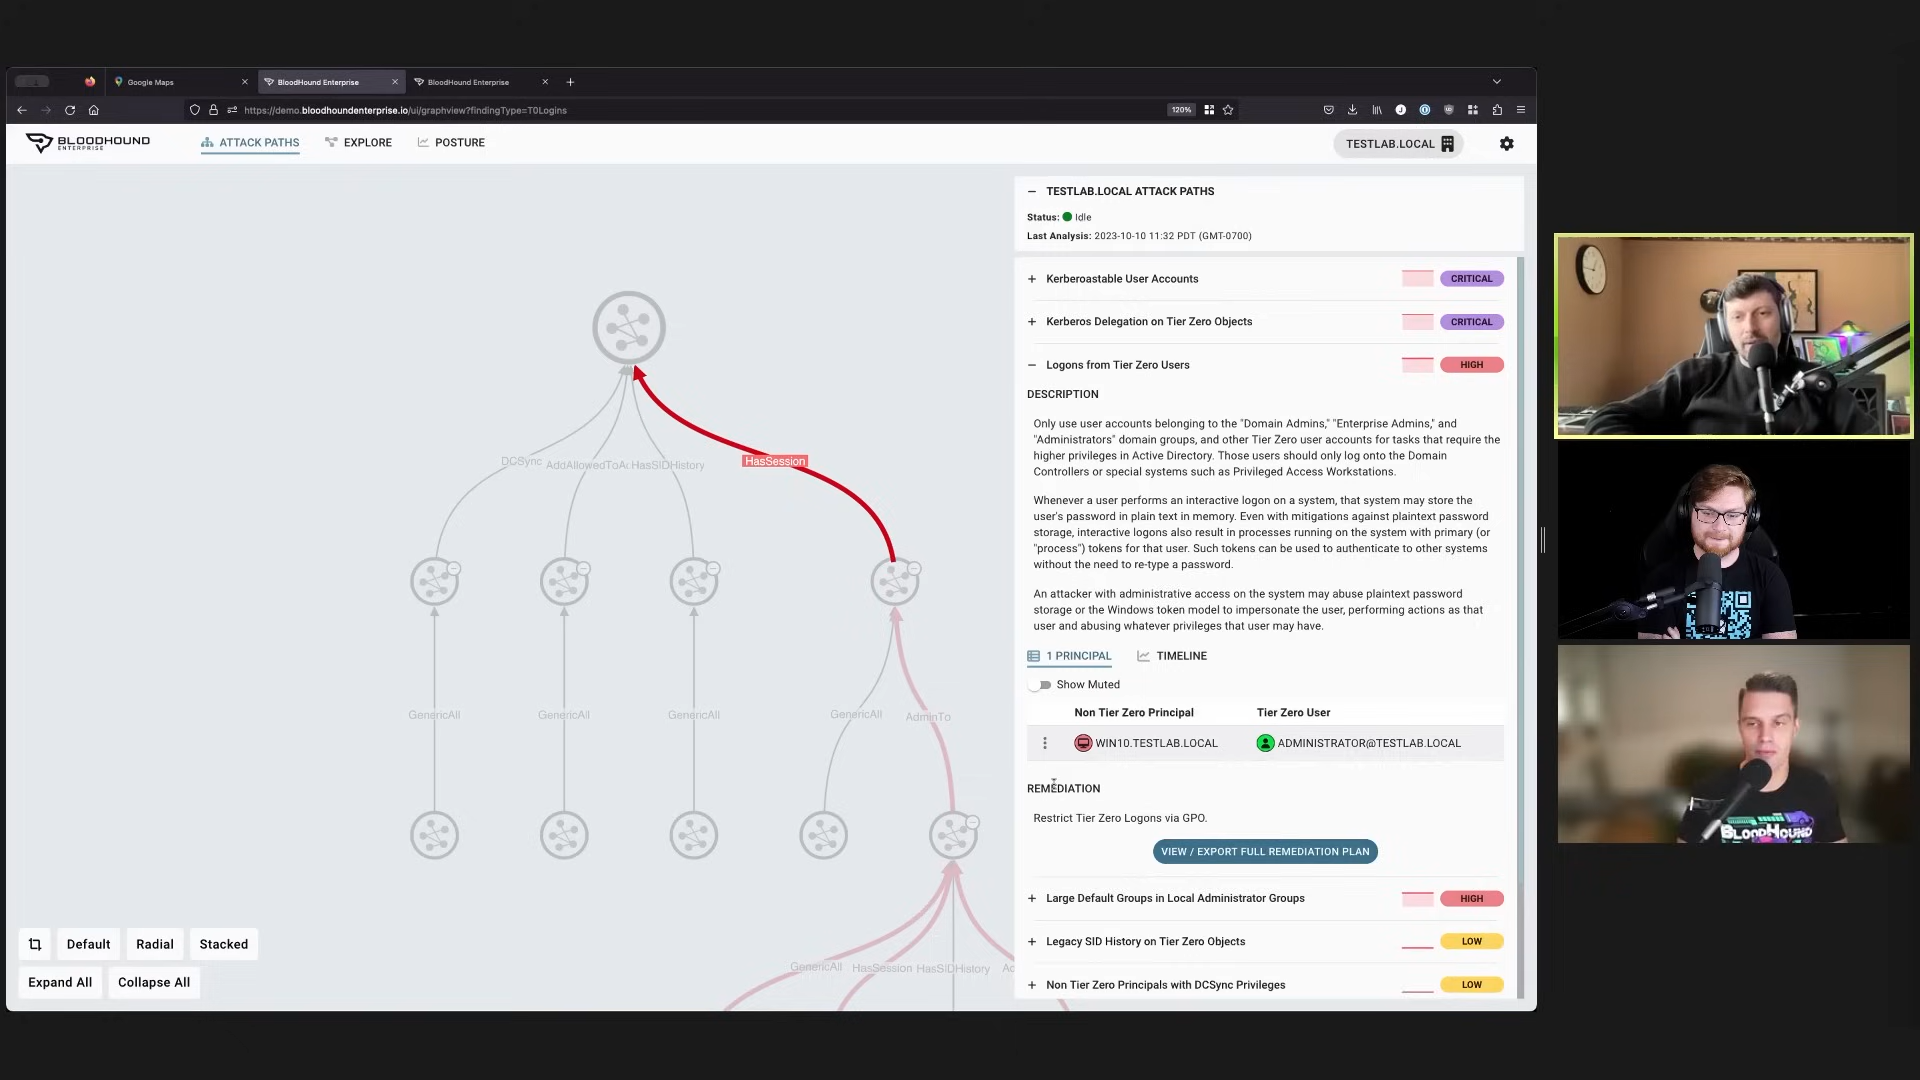 Google Maps
BloodHound Enterprise
BloodHound Enterprise
https://demo.bloodhoundenterprise.io/ui/graphview?findingType=T0Logins
120%
BLOODHOUND
ENTERPRISE
ATTACK PATHS
EXPLORE
POSTURE
TESTLAB.LOCAL
TESTLAB.LOCAL ATTACK PATHS
Status: Idle
Last Analysis: 2023-10-10 11:32 PDT (GMT-0700)
Kerberoastable User Accounts
CRITICAL
Kerberos Delegation on Tier Zero Objects
CRITICAL
Logons from Tier Zero Users
HIGH
DESCRIPTION
Only use user accounts belonging to the "Domain Admins," "Enterprise Admins," and
"Administrators" domain groups, and other Tier Zero user accounts for tasks that require the
higher privileges in Active Directory. Those users should only log onto the Domain
Controllers or special systems such as Privileged Access Workstations.
Whenever a user performs an interactive logon on a system, that system may store the
user's password in plain text in memory. Even with mitigations against plaintext password
storage, interactive logons also result in processes running on the system with primary (or
"process") tokens for that user. Such tokens can be used to authenticate to other systems
without the need to re-type a password.
An attacker with administrative access on the system may abuse plaintext password
storage or the Windows token model to impersonate the user, performing actions as that
user and abusing whatever privileges that user may have.
1 PRINCIPAL
TIMELINE
Show Muted
Non Tier Zero Principal
Tier Zero User
WIN10.TESTLAB.LOCAL
ADMINISTRATOR@TESTLAB.LOCAL
REMEDIATION
Restrict Tier Zero Logons via GPO.
VIEW / EXPORT FULL REMEDIATION PLAN
Large Default Groups in Local Administrator Groups
HIGH
Legacy SID History on Tier Zero Objects
LOW
Non Tier Zero Principals with DCSync Privileges
LOW
DCSync
HasSIDHistory
HasSession
GenericAll
GenericAll
GenericAll
GenericAll
AdminTo
GenericAll
HasSession
HasSIDHistory
Default
Radial
Stacked
Expand All
Collapse All
BLOODHOUND